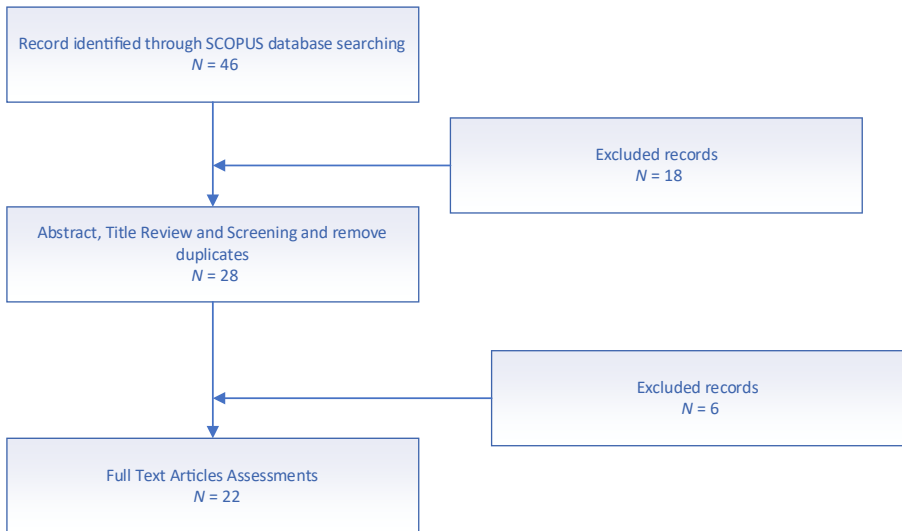 Record identified through SCOPUS database searching
N = 46
Excluded records
N = 18
Abstract, Title Review and Screening and remove
duplicates
N = 28
Excluded records
N = 6
Full Text Articles Assessments
N = 22